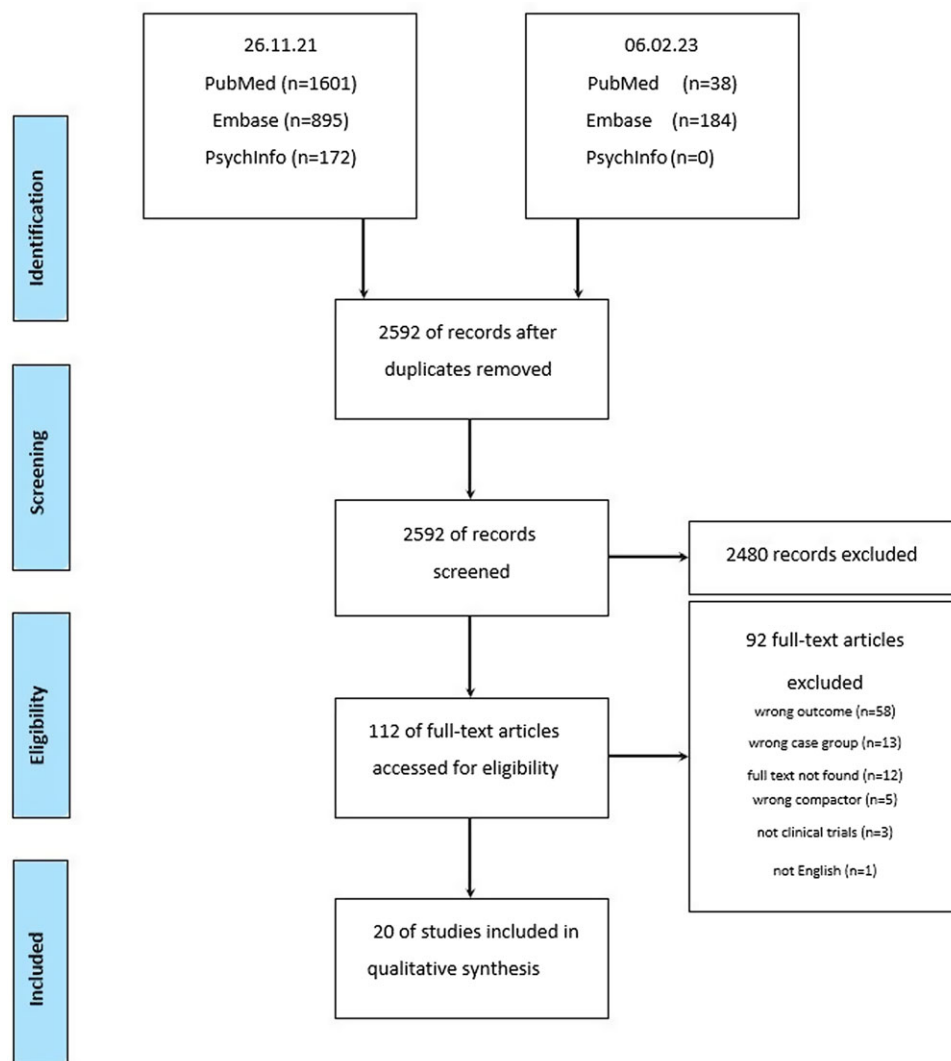 26.11.21
PubMed (n=1601)
Embase (n=895)
PsychInfo (n=172)
06.02.23
PubMed (n=38)
Embase (n=184)
PsychInfo (n=0)
Identification
2592 of records after
duplicates removed
Screening
2592 of records
screened
2480 records excluded
Eligibility
112 of full-text articles
accessed for eligibility
92 full-text articles
excluded
wrong outcome (n=58)
wrong case group (n=13)
full text not found (n=12)
wrong compactor (n=5)
not clinical trials (n=3)
not English (n=1)
Included
20 of studies included in
qualitative synthesis